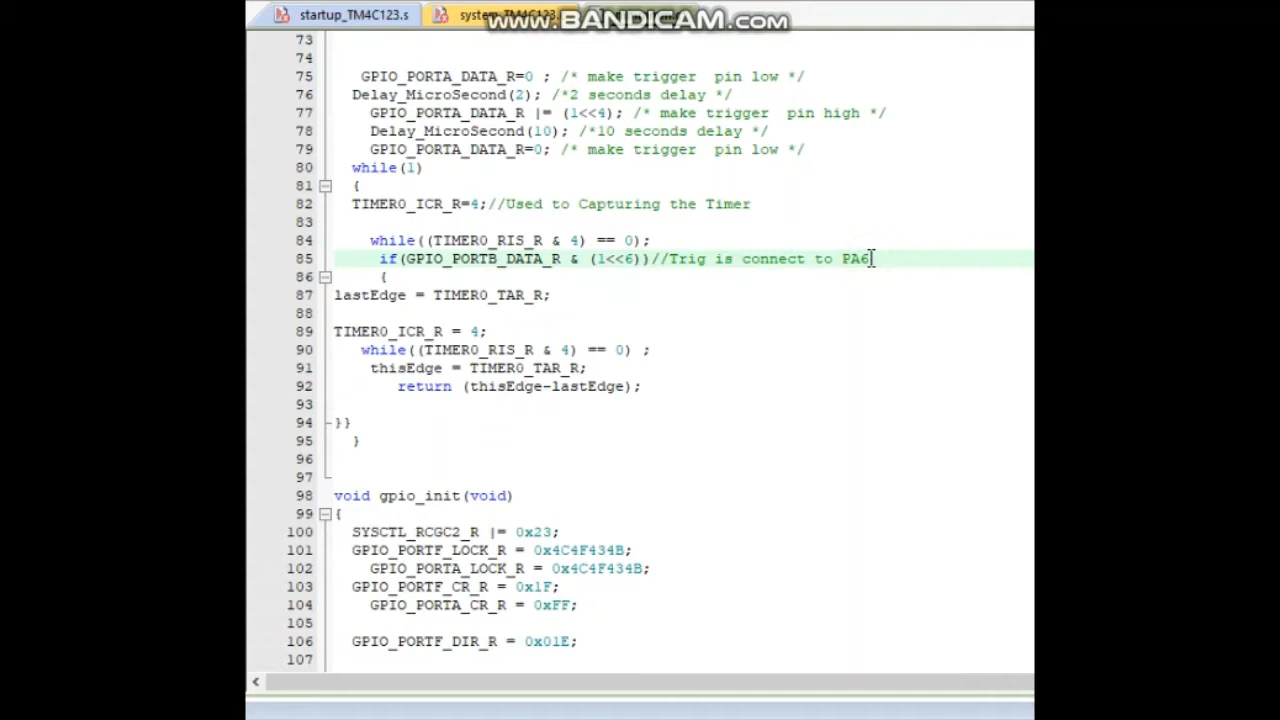 startup_TM4C123.s system_TM4C123.
www.BANDICAM.com
73
74
75 GPIO_PORTA_DATA_R=0 ; /* make trigger pin low */
76 Delay_MicroSecond(2); /*2 seconds delay */
77 GPIO_PORTA_DATA_R |= (1<<4); /* make trigger pin high */
78 Delay_MicroSecond(10); /*10 seconds delay */
79 GPIO_PORTA_DATA_R=0; /* make trigger pin low */
80 while(1)
81 {
82 TIMER0_ICR_R=4;//Used to Capturing the Timer
83
84 while((TIMER0_RIS_R & 4) == 0);
85 if(GPIO_PORTB_DATA_R & (1<<6))//Trig is connect to PA6
86 {
87 lastEdge = TIMER0_TAR_R;
88
89 TIMER0_ICR_R = 4;
90 while((TIMER0_RIS_R & 4) == 0) ;
91 thisEdge = TIMER0_TAR_R;
92 return (thisEdge-lastEdge);
93
94 }}
95 }
96
97
98 void gpio_init(void)
99 {
100 SYSCTL_RCGC2_R |= 0x23;
101 GPIO_PORTF_LOCK_R = 0x4C4F434B;
102 GPIO_PORTA_LOCK_R = 0x4C4F434B;
103 GPIO_PORTF_CR_R = 0x1F;
104 GPIO_PORTA_CR_R = 0xFF;
105
106 GPIO_PORTF_DIR_R = 0x01E;
107